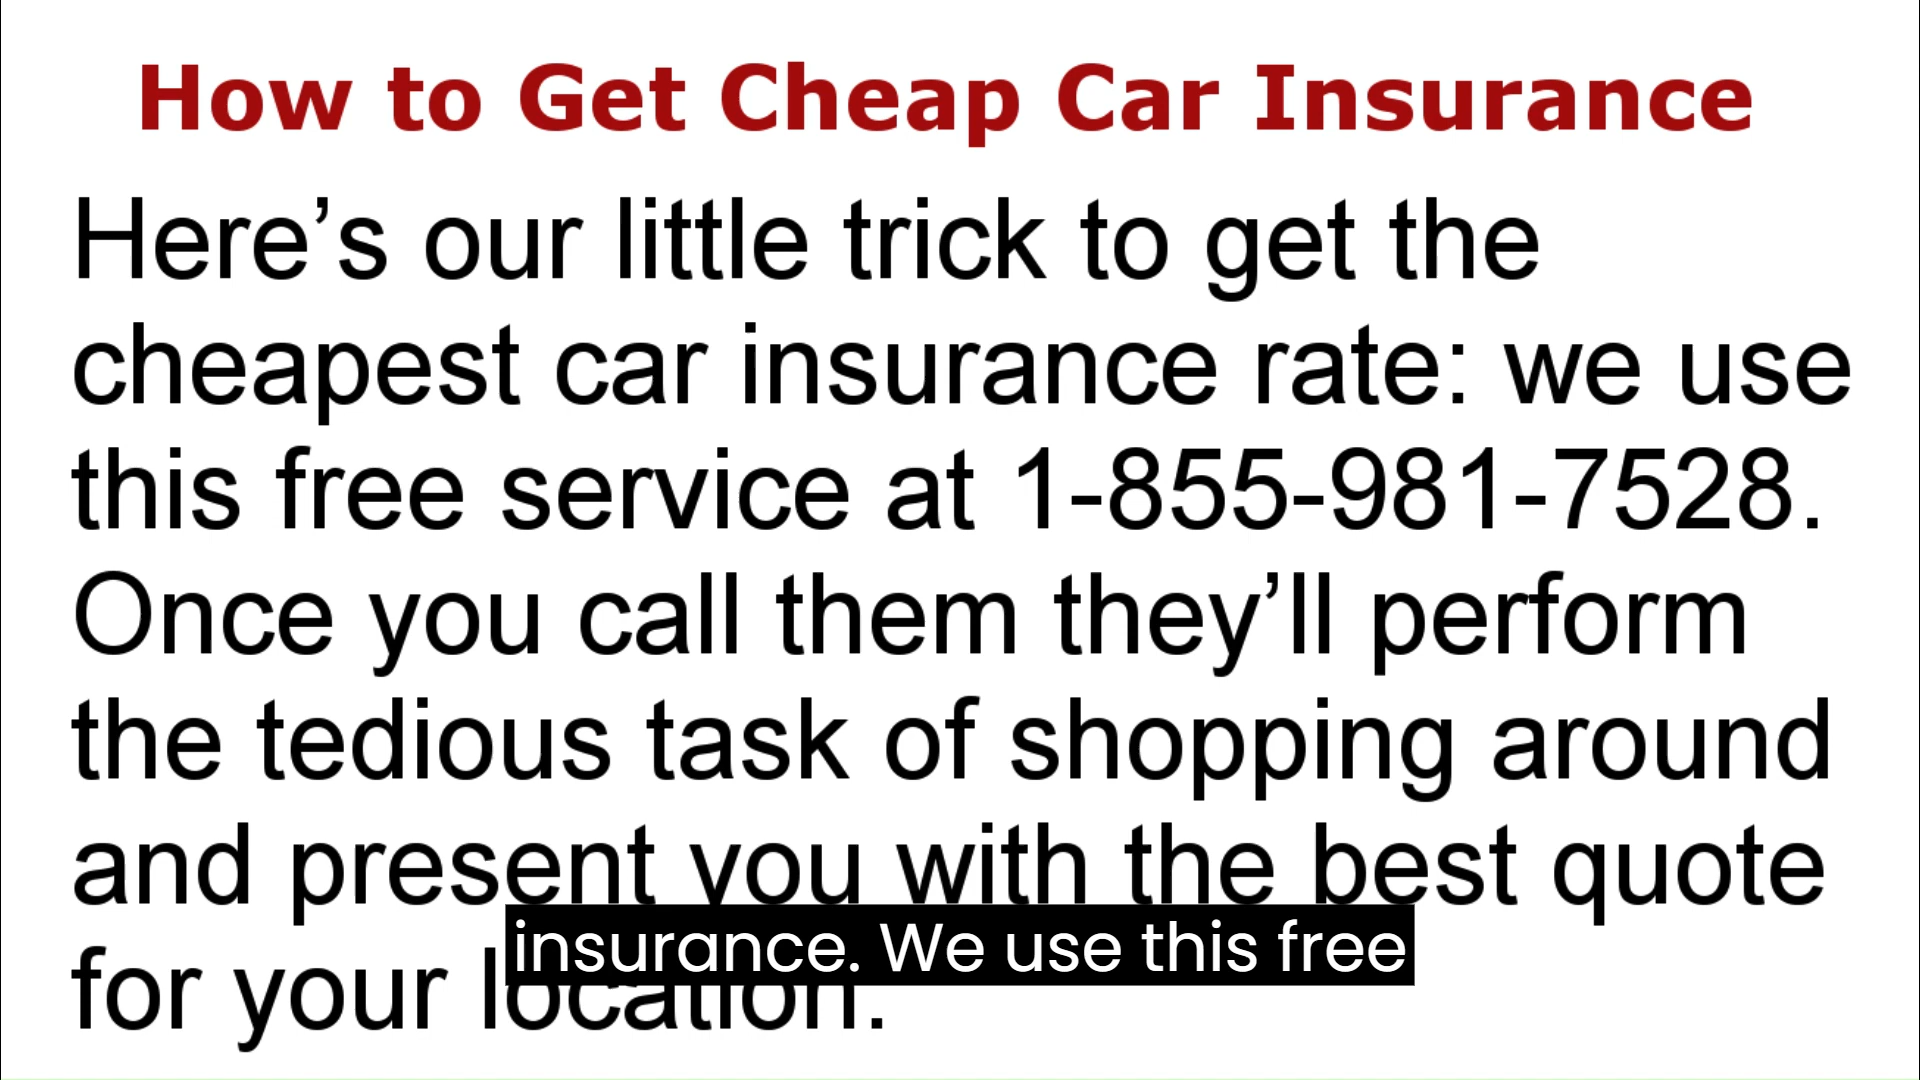 How to Get Cheap Car Insurance
Here’s our little trick to get the
cheapest car insurance rate: we use
this free service at 1-855-981-7528.
Once you call them they’ll perform
the tedious task of shopping around
and present you with the best quote
for your location.
insurance. We use this free